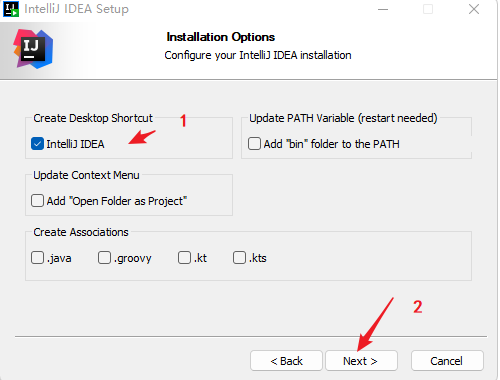 IntelliJ IDEA Setup
IJ
Installation Options
Configure your IntelliJ IDEA installation
Create Desktop Shortcut
IntelliJ IDEA
1
Update PATH Variable (restart needed)
Add "bin" folder to the PATH
Update Context Menu
Add "Open Folder as Project"
Create Associations
.java .groovy .kt .kts
2
< Back Next > Cancel